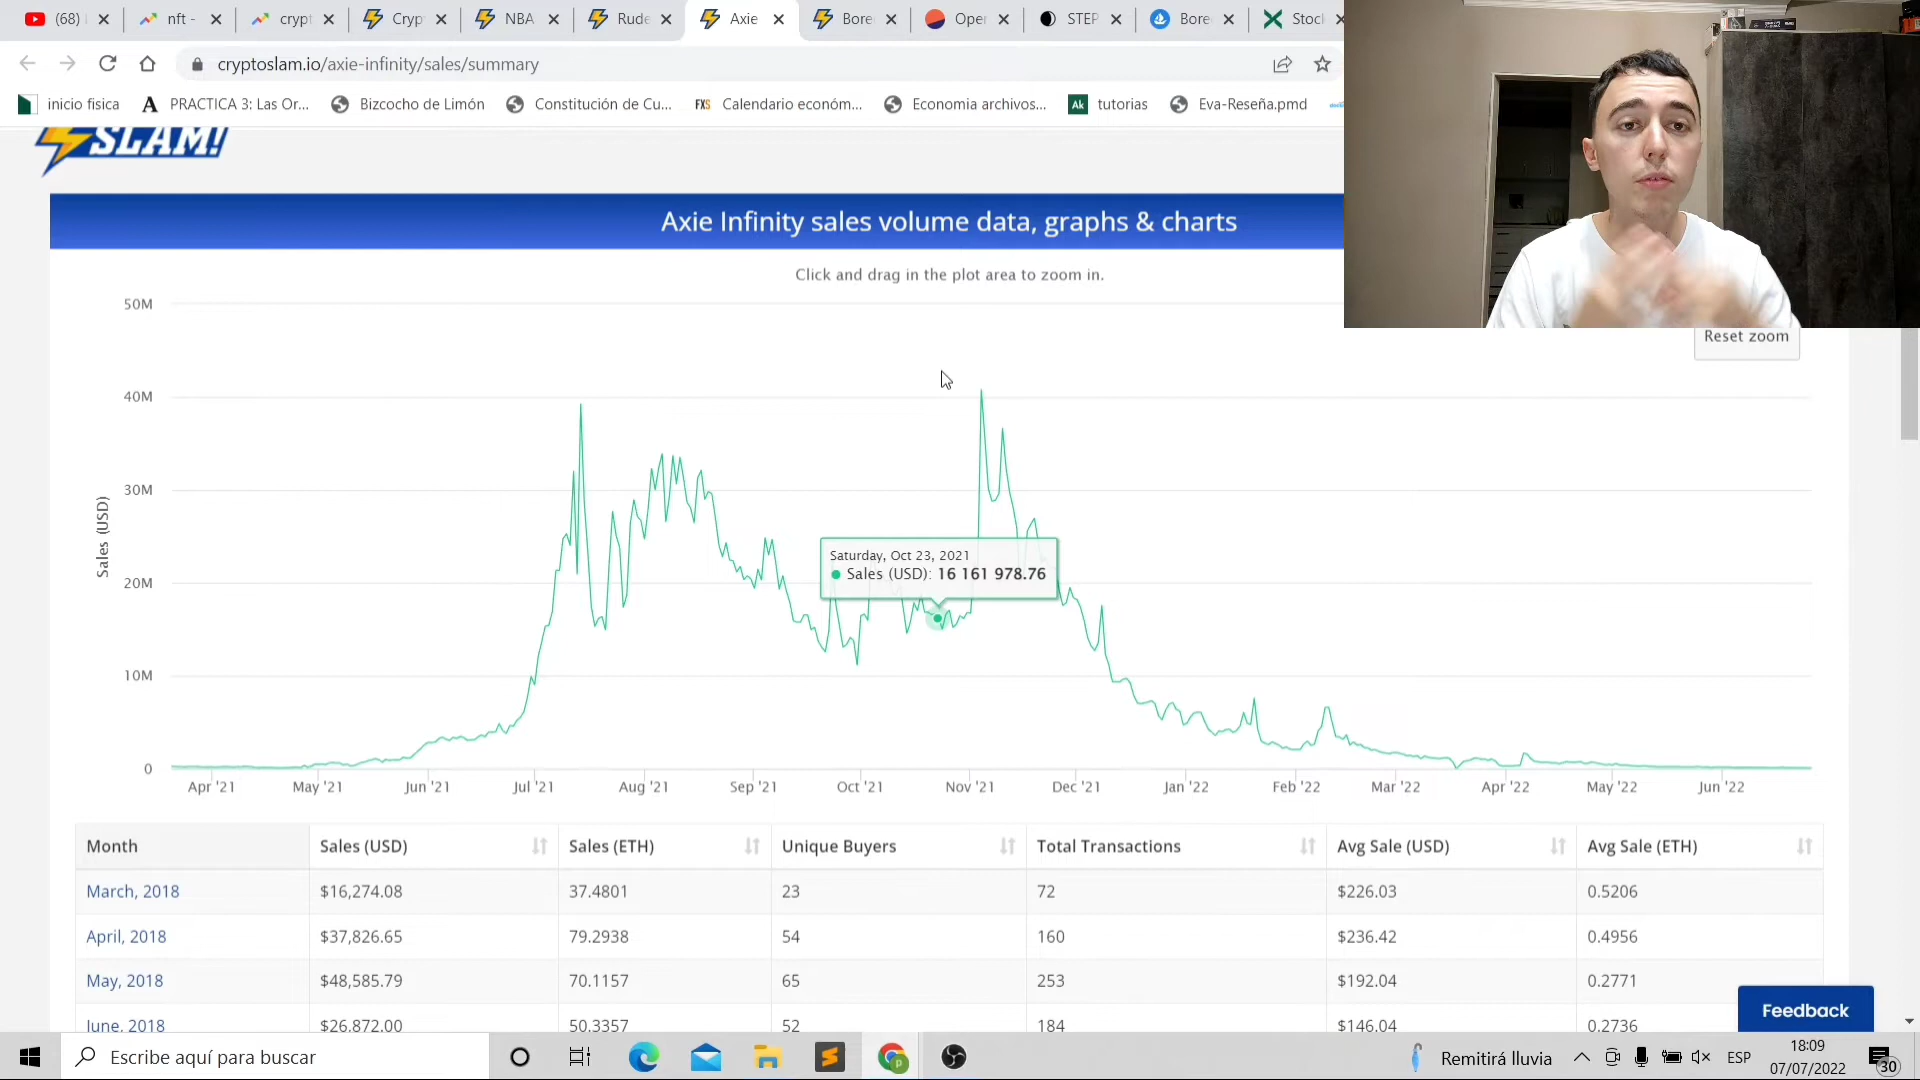 (68)
nft -
crypt
Cryp
NBA
Rude
Axie
Bore
Oper
STEP
Bore
Stoc
cryptoslam.io/axie-infinity/sales/summary
inicio fisica
PRACTICA 3: Las Or...
Bizcocho de Limón
Constitución de Cu...
FXS
Calendario económ...
Economia archivos...
Ak
tutorias
Eva-Reseña.pmd
SLAM!
Axie Infinity sales volume data, graphs & charts
Click and drag in the plot area to zoom in.
Reset zoom
Sales (USD)
50M
40M
30M
20M
10M
0
Saturday, Oct 23, 2021
Sales (USD): 16 161 978.76
Apr '21 May '21 Jun '21 Jul '21 Aug '21 Sep '21 Oct '21 Nov '21 Dec '21 Jan '22 Feb '22 Mar '22 Apr '22 May '22 Jun '22
Month Sales (USD) Sales (ETH) Unique Buyers Total Transactions Avg Sale (USD) Avg Sale (ETH)
March, 2018 $16,274.08 37.4801 23 72 $226.03 0.5206
April, 2018 $37,826.65 79.2938 54 160 $236.42 0.4956
May, 2018 $48,585.79 70.1157 65 253 $192.04 0.2771
June, 2018 $26,872.00 50.3357 52 184 $146.04 0.2736
Feedback
Escribe aquí para buscar
Remitirá lluvia
ESP
18:09
07/07/2022
30